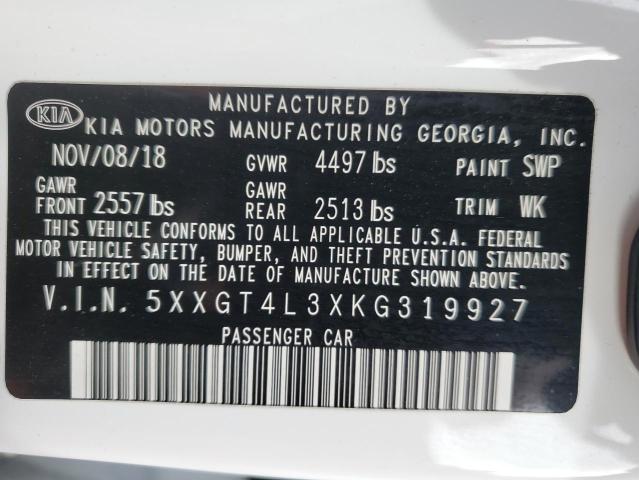 MANUFACTURED BY
KIA KIA MOTORS MANUFACTURING GEORGIA, INC.
NOV/08/18 GVWR 4497 lbs PAINT SWP
GAWR FRONT 2557 lbs GAWR REAR 2513 lbs TRIM WK
THIS VEHICLE CONFORMS TO ALL APPLICABLE U.S.A. FEDERAL
MOTOR VEHICLE SAFETY, BUMPER, AND THEFT PREVENTION STANDARDS
IN EFFECT ON THE DATE OF MANUFACTURE SHOWN ABOVE.
V.I.N. 5XXGT4L3XKG319927
PASSENGER CAR